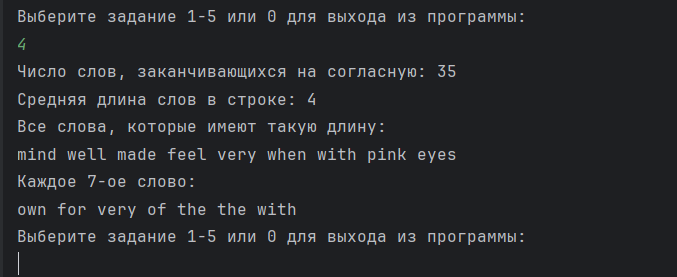 Выберите задание 1-5 или 0 для выхода из программы:
4
Число слов, заканчивающихся на согласную: 35
Средняя длина слов в строке: 4
Все слова, которые имеют такую длину:
mind well made feel very when with pink eyes
Каждое 7-ое слово:
own for very of the the with
Выберите задание 1-5 или 0 для выхода из программы: